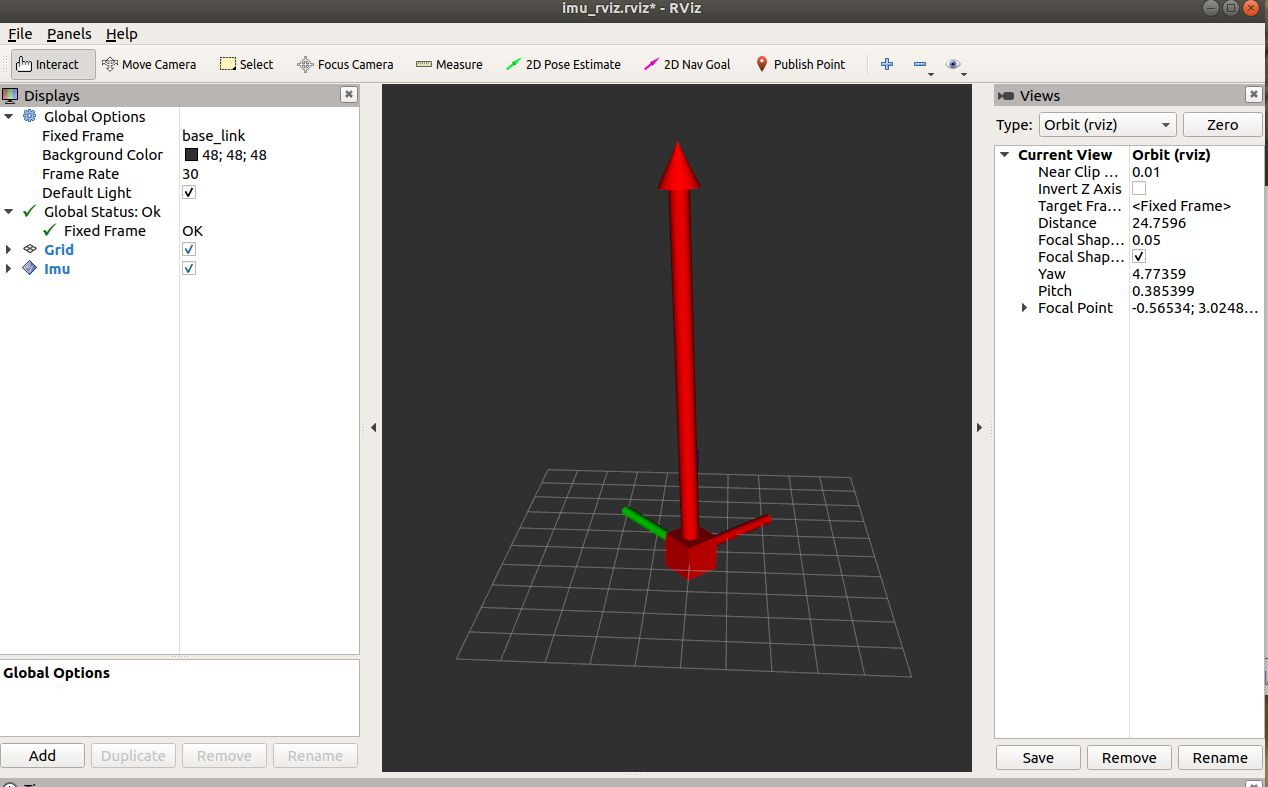 imu_rviz.rviz* - RViz
File Panels Help
Interact Move Camera Select Focus Camera Measure 2D Pose Estimate 2D Nav Goal Publish Point
Displays
Global Options
Fixed Frame base_link
Background Color 48; 48; 48
Frame Rate 30
Default Light
Global Status: Ok
Fixed Frame OK
Grid
Imu
Global Options
Add Duplicate Remove Rename
Views
Type: Orbit (rviz) Zero
Current View Orbit (rviz)
Near Clip ... 0.01
Invert Z Axis
Target Fra... <Fixed Frame>
Distance 24.7596
Focal Shap... 0.05
Focal Shap...
Yaw 4.77359
Pitch 0.385399
Focal Point -0.56534; 3.0248...
Save Remove Rename